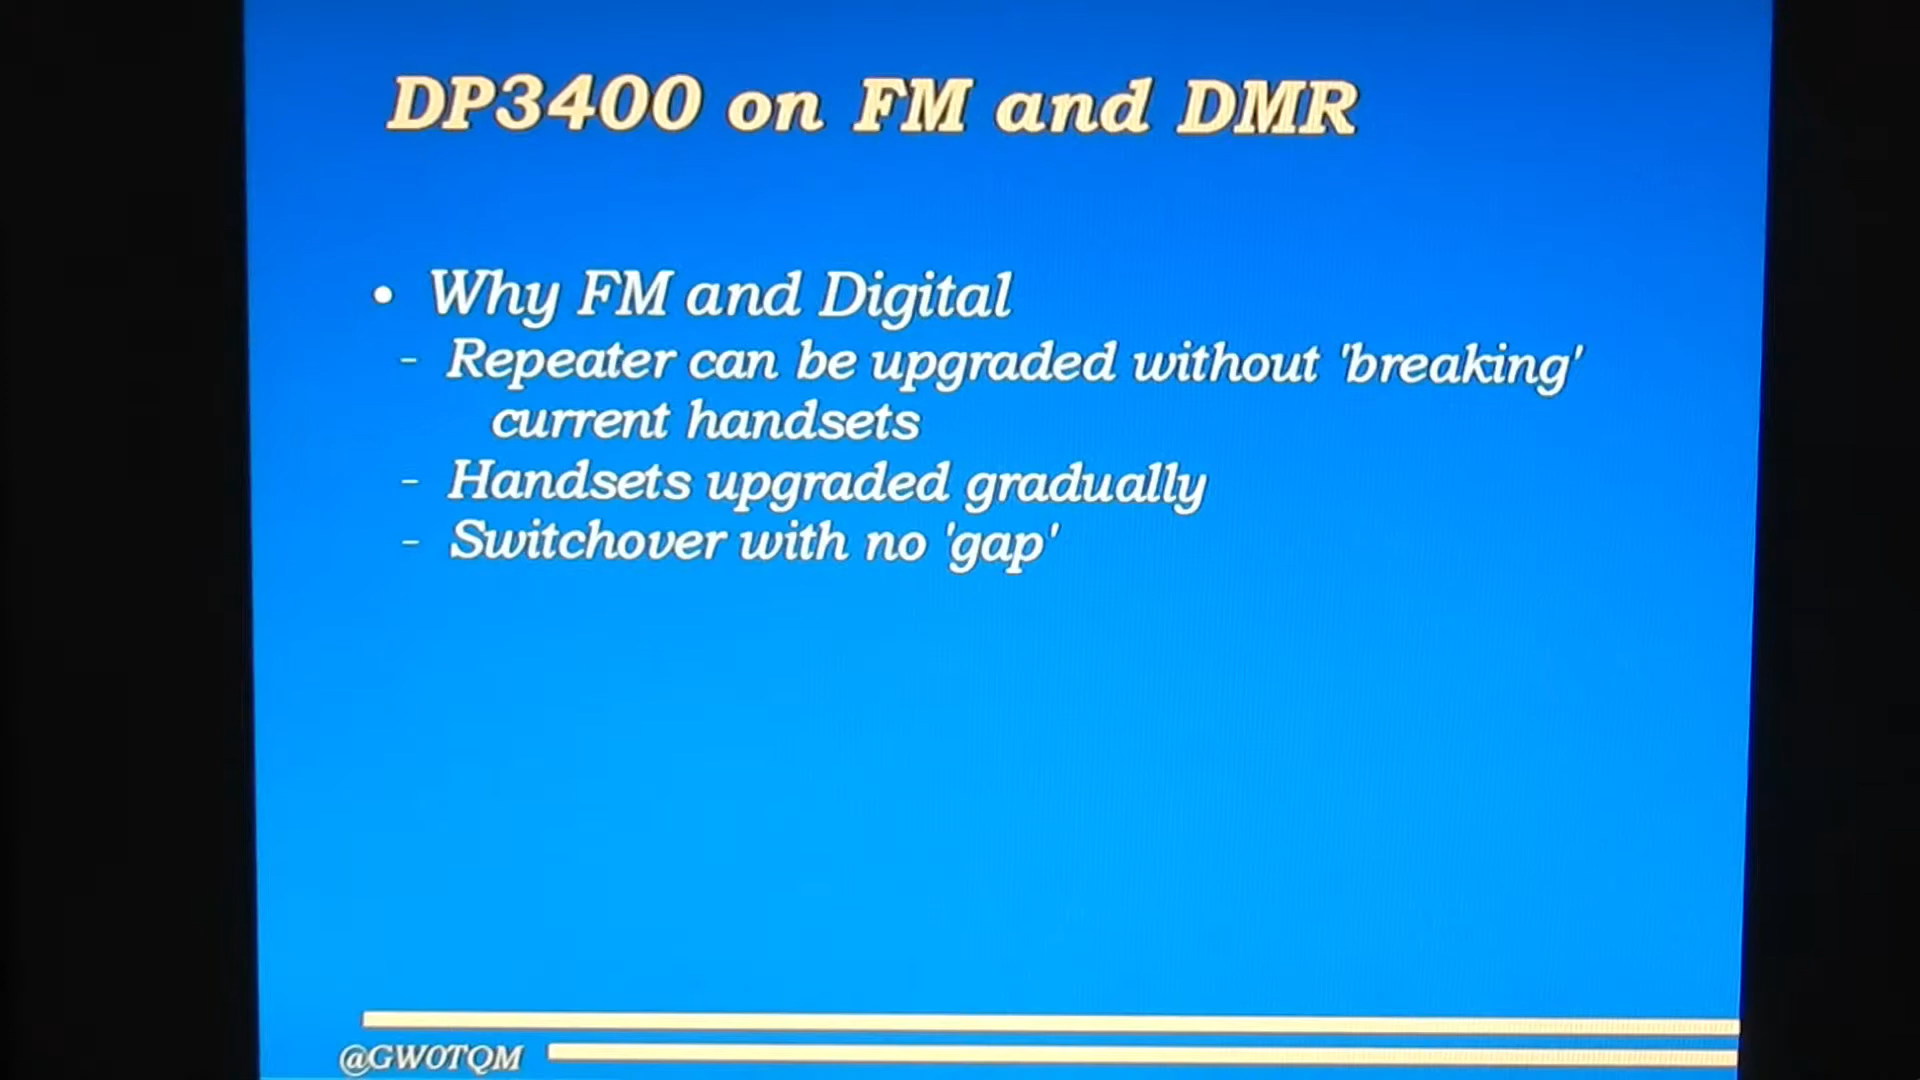 DP3400 on FM and DMR
• Why FM and Digital
- Repeater can be upgraded without 'breaking'
current handsets
- Handsets upgraded gradually
- Switchover with no 'gap'
@GW0TQM